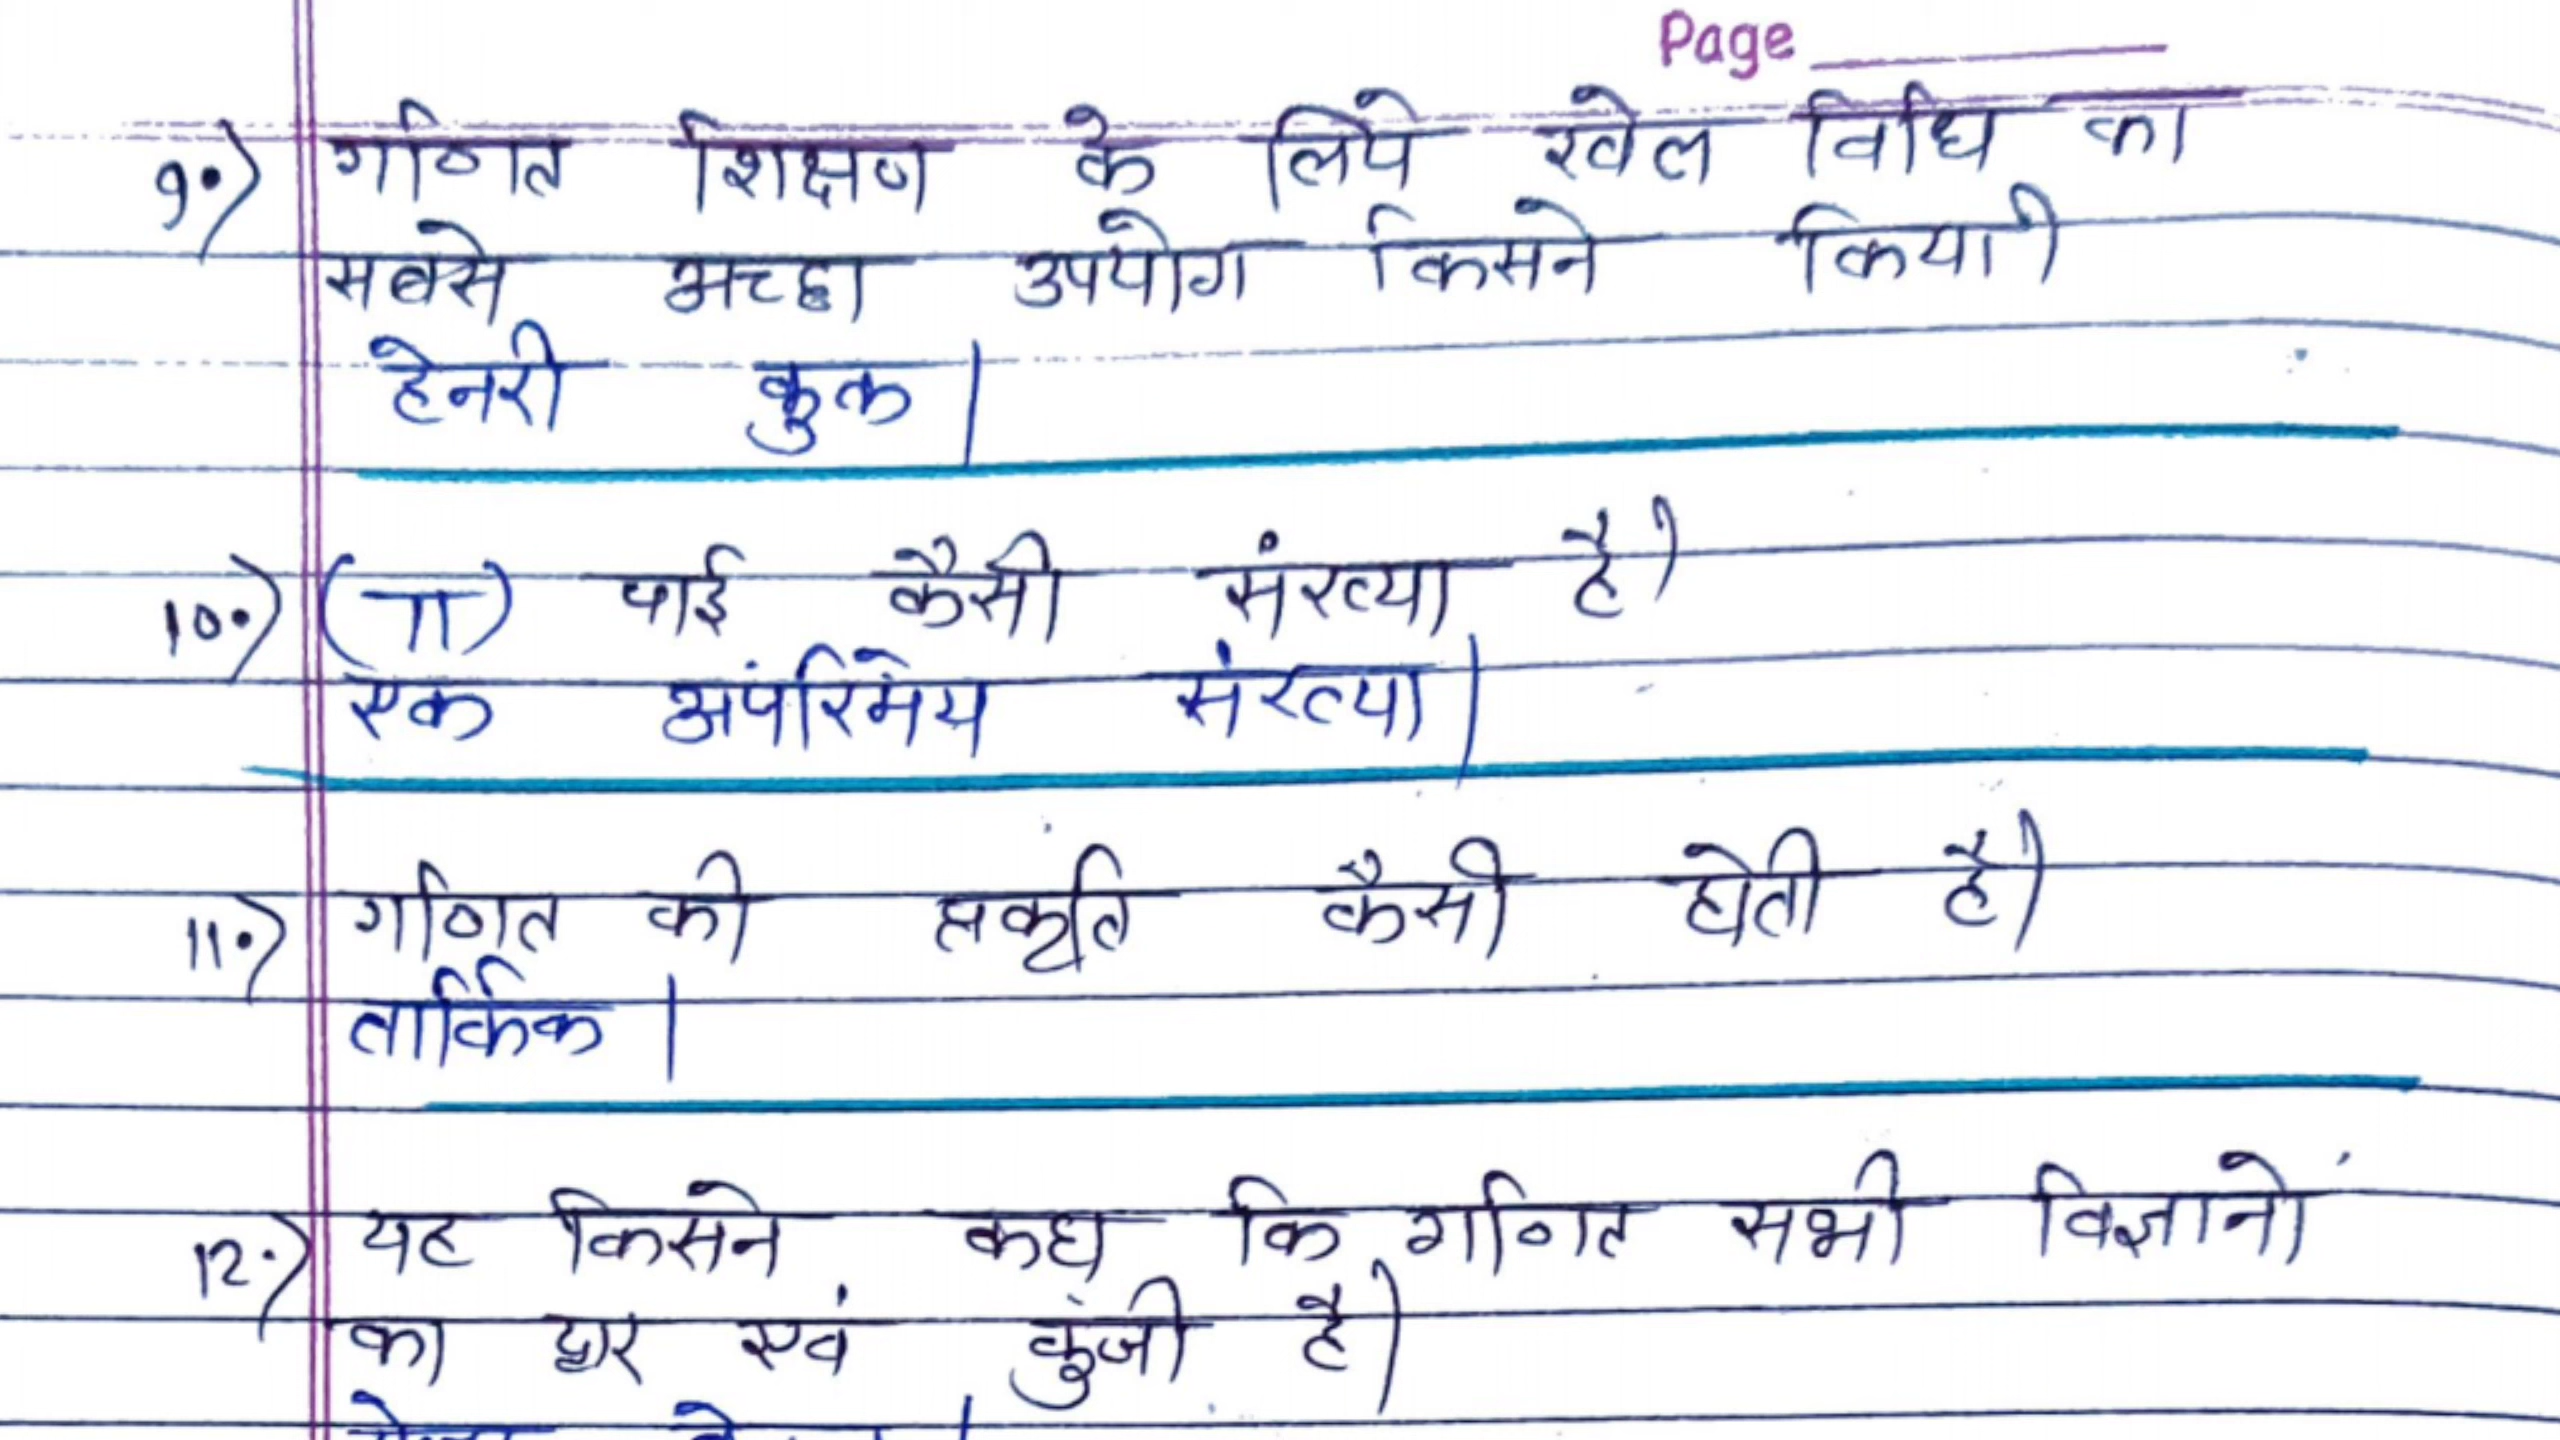 Page
9.) गणित शिक्षण के लिये खेल विधि का
सबसे अच्छा उपयोग किसने किया।
हेनरी कुक।
10.) (π) पाई कैसी संख्या है।
एक अंपरिमेय संख्या।
11.) गणित की प्रकृति कैसी होती है।
तार्किक।
12.) यह किसने कहा कि गणित सभी विज्ञानों
का द्वार एवं कुंजी है।